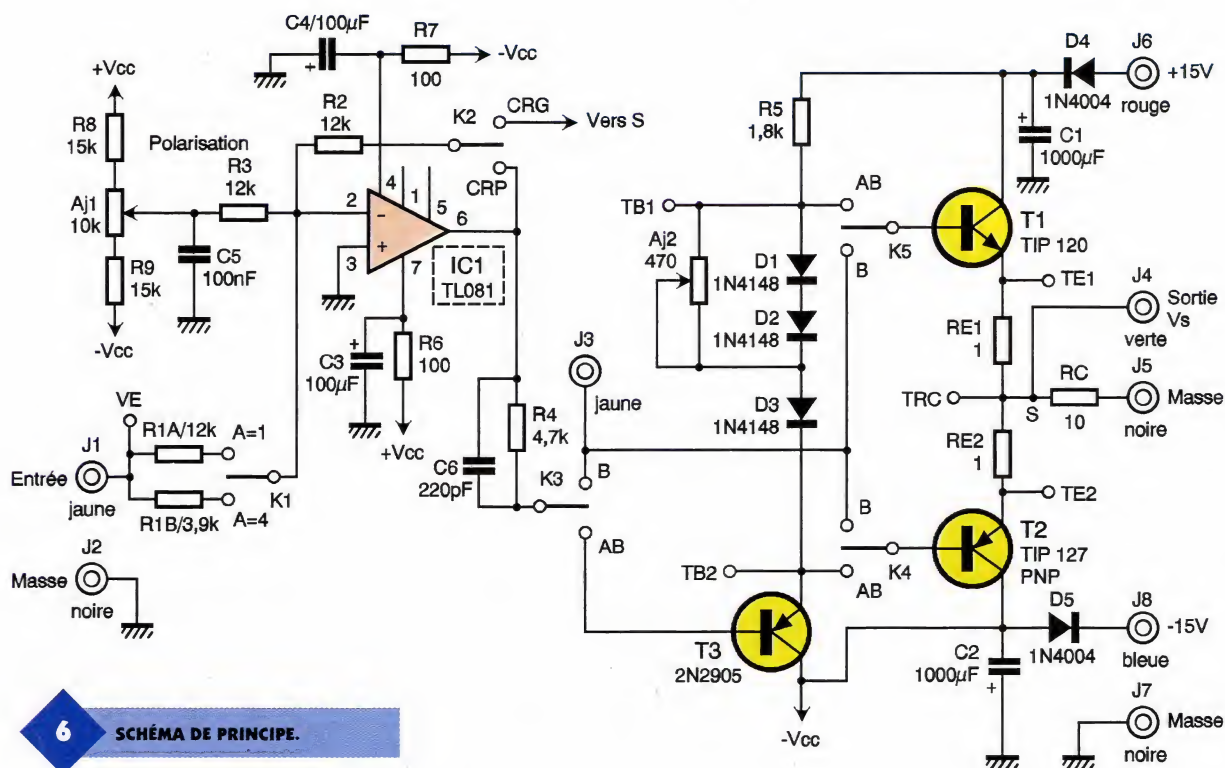 C4/100µF
R7
100
-Vcc
+Vcc
R8
15k
Polarisation
R2
12k
K2
CRG
Vers S
CRP
R3
12k
Aj1
10k
C5
100nF
R9
15k
-Vcc
2
-
4
1
5
6
+
3
7
IC1
TL081
C3
+
100µF
R6
100
+Vcc
VE
J1
Entrée
jaune
R1A/12k
A=1
K1
R1B/3,9k
A=4
J2
Masse
noire
C6
220pF
R4
4,7k
J3
jaune
K3
B
AB
R5
1,8k
TB1
Aj2
470
D1
1N4148
D2
1N4148
D3
1N4148
AB
B
K5
TB2
B
K4
AB
T3
2N2905
-Vcc
D4
1N4004
J6
+15V
rouge
+
C1
1000µF
T1
TIP 120
TE1
RE1
1
J4
Sortie
Vs
verte
TRC
S
RC
10
J5
Masse
noire
RE2
1
TE2
T2
TIP 127
PNP
D5
1N4004
J8
-15V
bleue
C2
1000µF
+
J7
Masse
noire
6
SCHÉMA DE PRINCIPE.